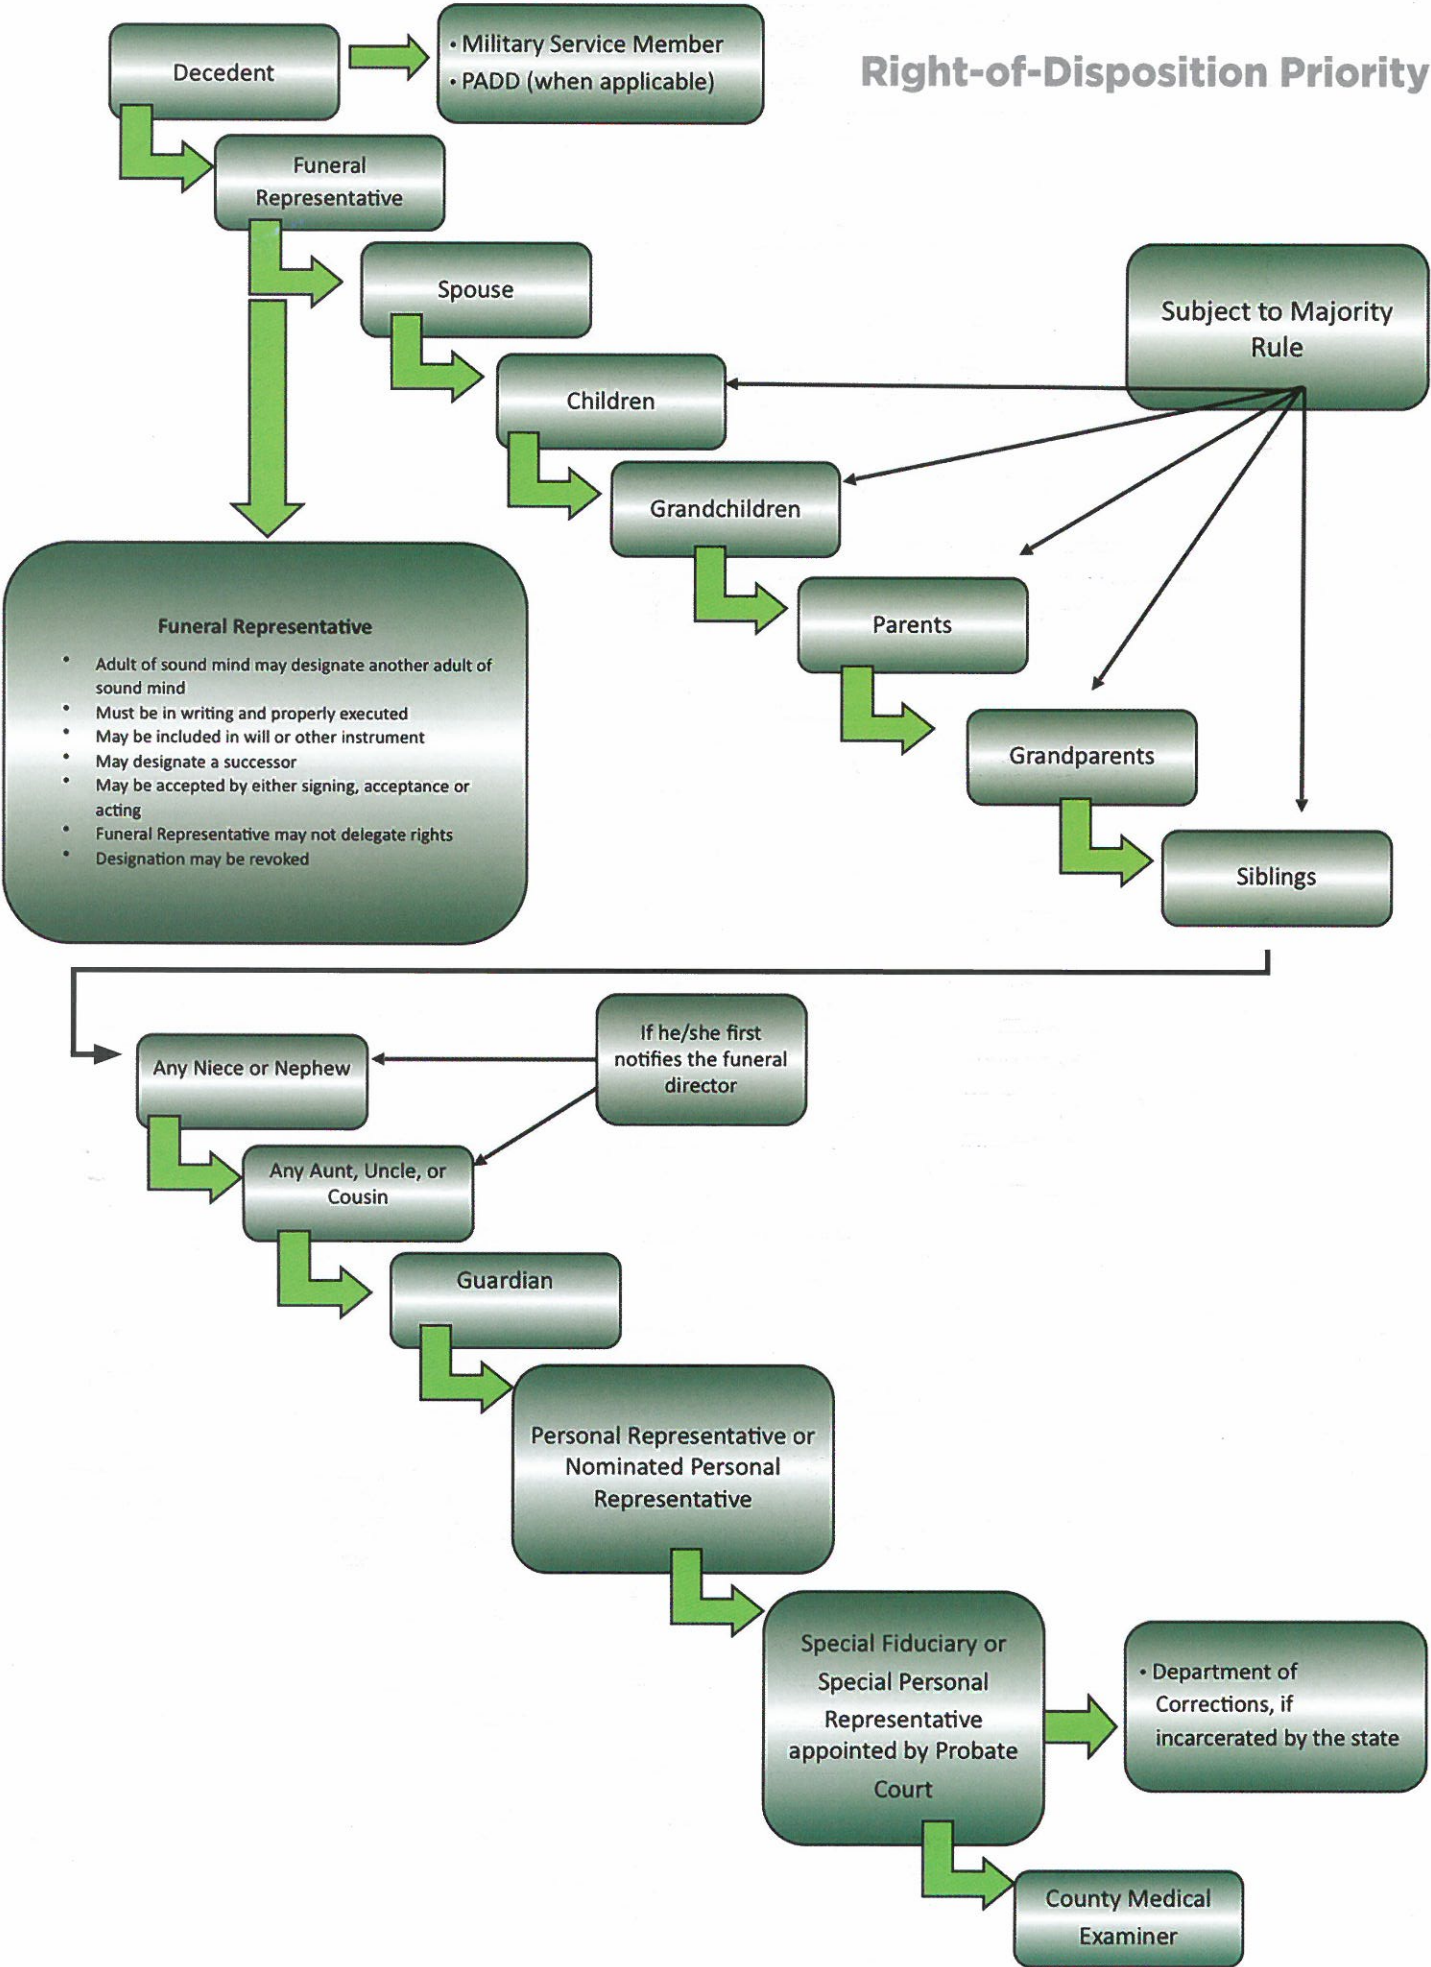 Right-of-Disposition Priority
Decedent
• Military Service Member
• PADD (when applicable)
Funeral
Representative
Spouse
Subject to Majority
Rule
Children
Grandchildren
Parents
Grandparents
Siblings
Funeral Representative
• Adult of sound mind may designate another adult of
sound mind
• Must be in writing and properly executed
• May be included in will or other instrument
• May designate a successor
• May be accepted by either signing, acceptance or
acting
• Funeral Representative may not delegate rights
• Designation may be revoked
Any Niece or Nephew
If he/she first
notifies the funeral
director
Any Aunt, Uncle, or
Cousin
Guardian
Personal Representative or
Nominated Personal
Representative
Special Fiduciary or
Special Personal
Representative
appointed by Probate
Court
• Department of
Corrections, if
incarcerated by the state
County Medical
Examiner